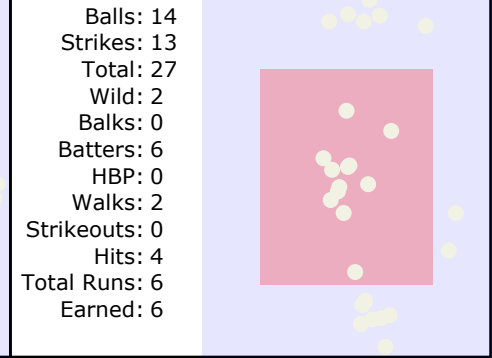 Balls: 14
Strikes: 13
Total: 27
Wild: 2
Balks: 0
Batters: 6
HBP: 0
Walks: 2
Strikeouts: 0
Hits: 4
Total Runs: 6
Earned: 6